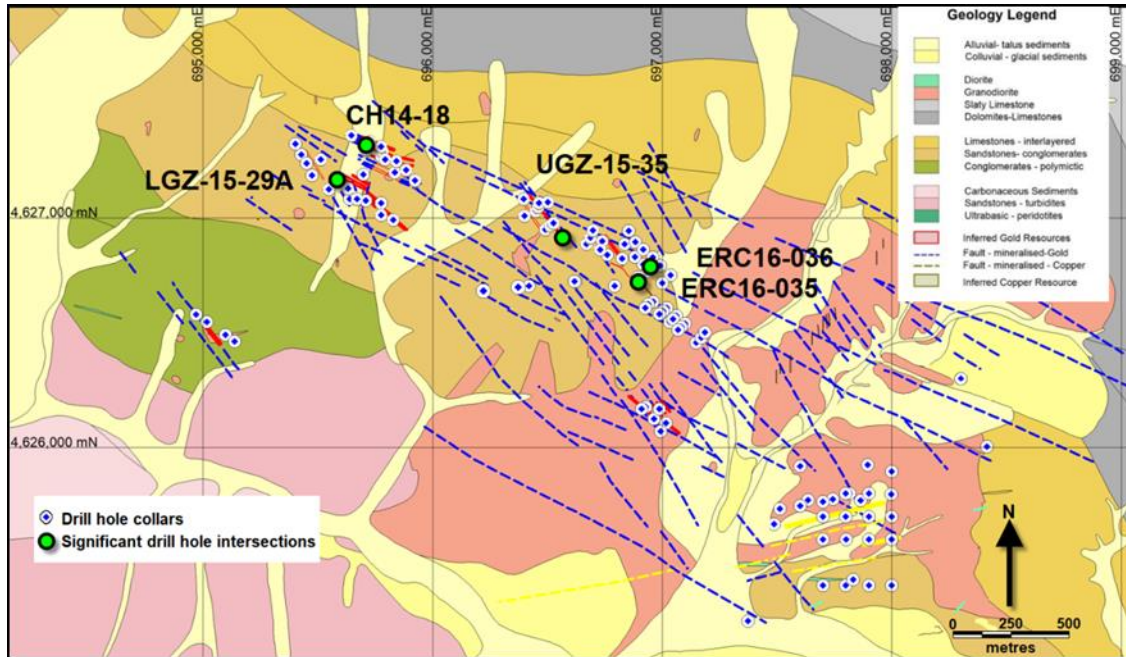 695,000 mE
696,000 mE
697,000 mE
698,000 mE
699,000 mE
Geology Legend
Alluvial- talus sediments
Colluvial - glacial sediments
Diorite
Granodiorite
Slaty Limestone
Dolomites-Limestones
Limestones - interlayered
Sandstones- conglomerates
Conglomerates - polymictic
Carbonaceous Sediments
Sandstones - turbidites
Ultrabasic - peridotites
Inferred Gold Resources
Fault - mineralised-Gold
Fault - mineralised - Copper
Inferred Copper Resource
CH14-18
LGZ-15-29A
UGZ-15-35
4,627,000 mN
ERC16-036
ERC16-035
4,626,000 mN
Drill hole collars
Significant drill hole intersections
N
0 250 500
metres